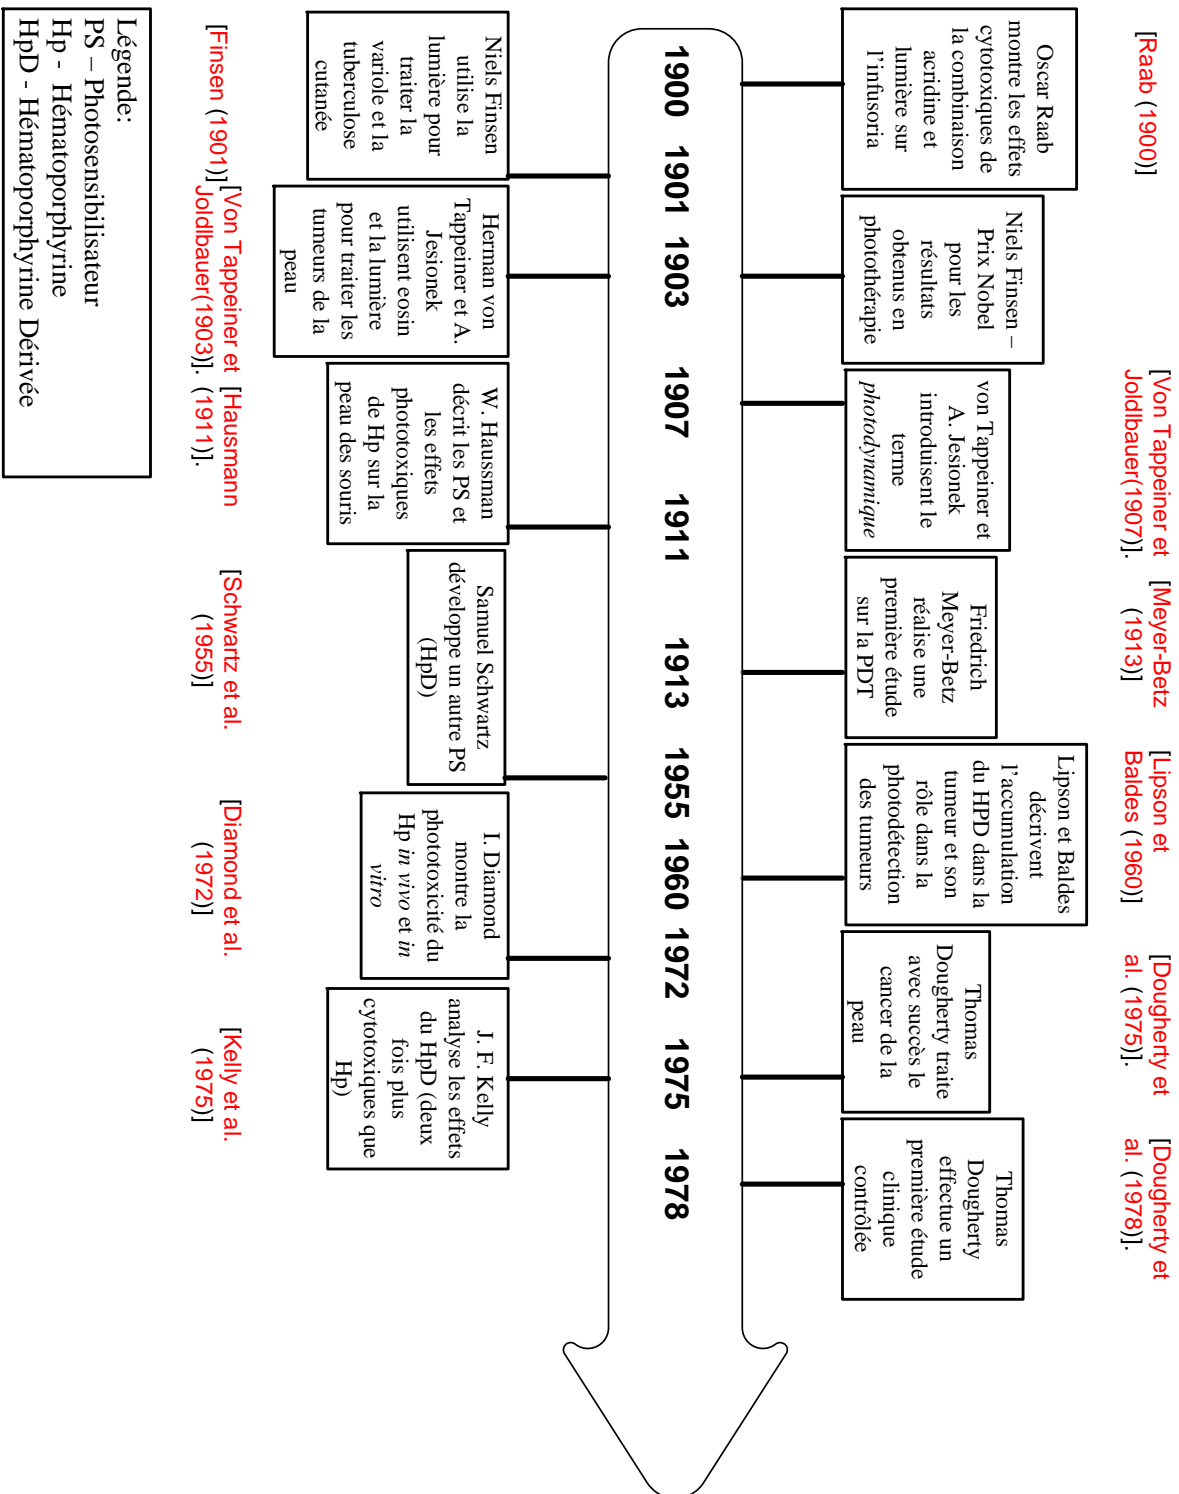 [Raab (1900)]
[Von Tappeiner et
Joldlbauer(1907)].
[Meyer-Betz
(1913)]
[Lipson et
Baldes (1960)]
[Dougherty et
al. (1975)].
[Dougherty et
al. (1978)].
Oscar Raab
montre les effets
cytotoxiques de
la combinaison
acridine et
lumière sur
l’infusoria
Niels Finsen –
Prix Nobel
pour les
résultats
obtenus en
photothérapie
von Tappeiner et
A. Jesionek
introduisent le
terme
photodynamique
Friedrich
Meyer-Betz
réalise une
première étude
sur la PDT
Lipson et Baldes
décrivent
l’accumulation
du HPD dans la
tumeur et son
rôle dans la
photodétection
des tumeurs
Thomas
Dougherty traite
avec succès le
cancer de la
peau
Thomas
Dougherty
effectue un
première étude
clinique
contrôlée
1900 1901 1903 1907 1911 1913 1955 1960 1972 1975 1978
Niels Finsen
utilise la
lumière pour
traiter la
variole et la
tuberculose
cutanée
Herman von
Tappeiner et A.
Jesionek
utilisent eosin
et la lumière
pour traiter les
tumeurs de la
peau
W. Haussman
décrit les PS et
les effets
phototoxiques
de Hp sur la
peau des souris
Samuel Schwartz
développe un autre PS
(HpD)
I. Diamond
montre la
phototoxicité du
Hp in vivo et in
vitro
J. F. Kelly
analyse les effets
du HpD (deux
fois plus
cytotoxiques que
Hp)
[Finsen (1901)]
[Von Tappeiner et
Joldlbauer(1903)].
[Hausmann
(1911)].
[Schwartz et al.
(1955)]
[Diamond et al.
(1972)]
[Kelly et al.
(1975)]
Légende:
PS – Photosensibilisateur
Hp - Hématoporphyrine
HpD - Hématoporphyrine Dérivée